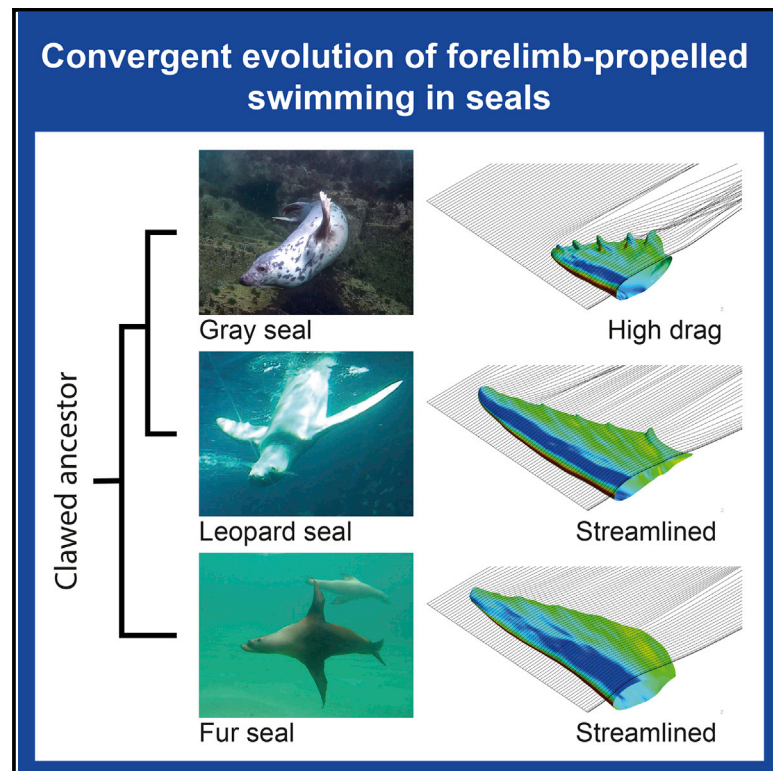 Convergent evolution of forelimb-propelled
swimming in seals
Clawed ancestor
Gray seal
High drag
Leopard seal
Streamlined
Fur seal
Streamlined